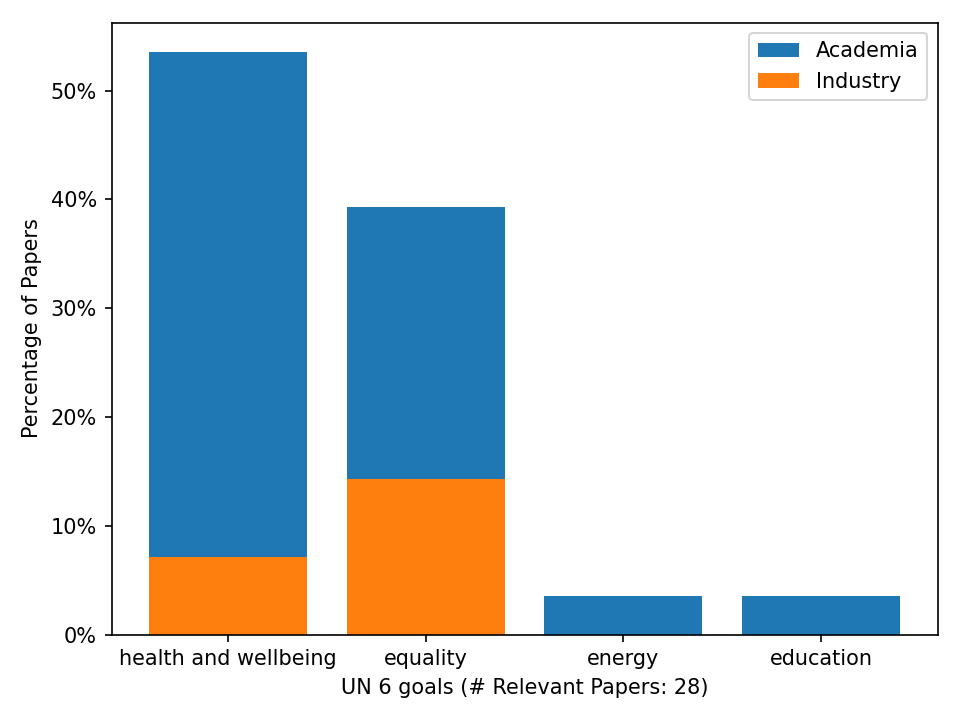 Academia
Industry
50%
40%
30%
20%
10%
0%
Percentage of Papers
health and wellbeing equality energy education
UN 6 goals (# Relevant Papers: 28)